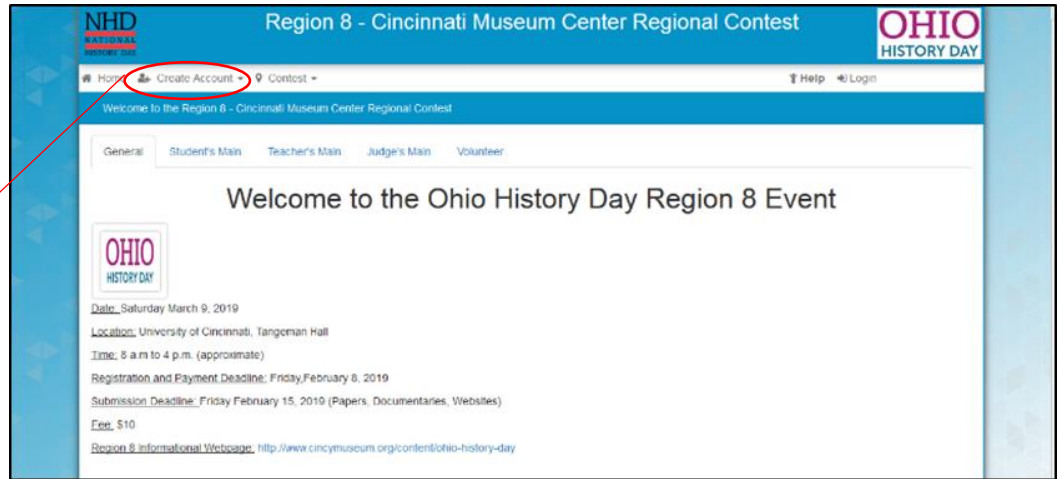 NHD
NATIONAL
HISTORY DAY
Region 8 - Cincinnati Museum Center Regional Contest
OHIO
HISTORY DAY
Home Create Account Contest Help Login
Welcome to the Region 8 - Cincinnati Museum Center Regional Contest
General Student's Main Teacher's Main Judge's Main Volunteer
Welcome to the Ohio History Day Region 8 Event
OHIO
HISTORY DAY
Date: Saturday March 9, 2019
Location: University of Cincinnati, Tangeman Hall
Time: 8 a.m to 4 p.m. (approximate)
Registration and Payment Deadline: Friday,February 8, 2019
Submission Deadline: Friday February 15, 2019 (Papers, Documentaries, Websites)
Fee: $10
Region 8 Informational Webpage: http://www.cincymuseum.org/content/ohio-history-day